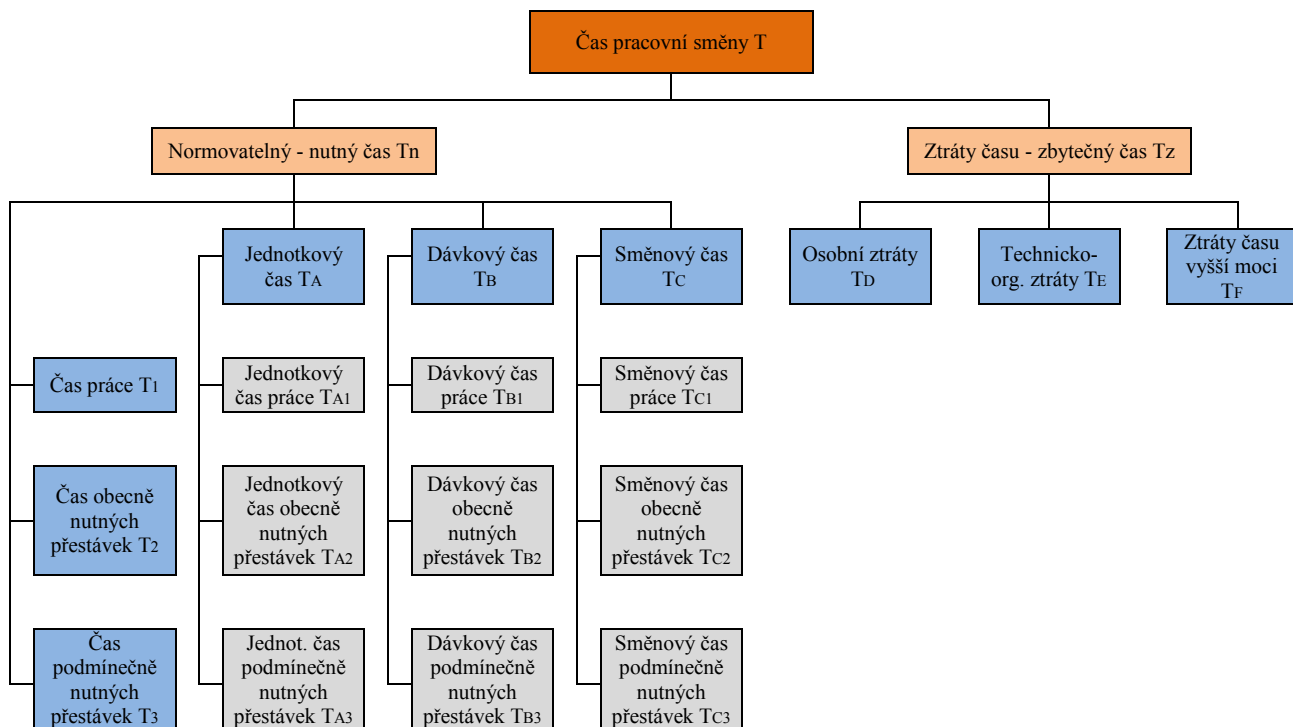 Čas pracovní směny T
Normovatelný - nutný čas Tn
Ztráty času - zbytečný čas TZ
Jednotkový
čas TA
Dávkový čas
TB
Směnový čas
TC
Osobní ztráty
TD
Technicko-
org. ztráty TE
Ztráty času
vyšší moci
TF
Čas práce T1
Jednotkový
čas práce TA1
Dávkový čas
práce TB1
Směnový čas
práce TC1
Čas obecně
nutných
přestávek T2
Jednotkový
čas obecně
nutných
přestávek TA2
Dávkový čas
obecně
nutných
přestávek TB2
Směnový čas
obecně
nutných
přestávek TC2
Čas
podmínečně
nutných
přestávek T3
Jednot. čas
podmínečně
nutných
přestávek TA3
Dávkový čas
podmínečně
nutných
přestávek TB3
Směnový čas
podmínečně
nutných
přestávek TC3